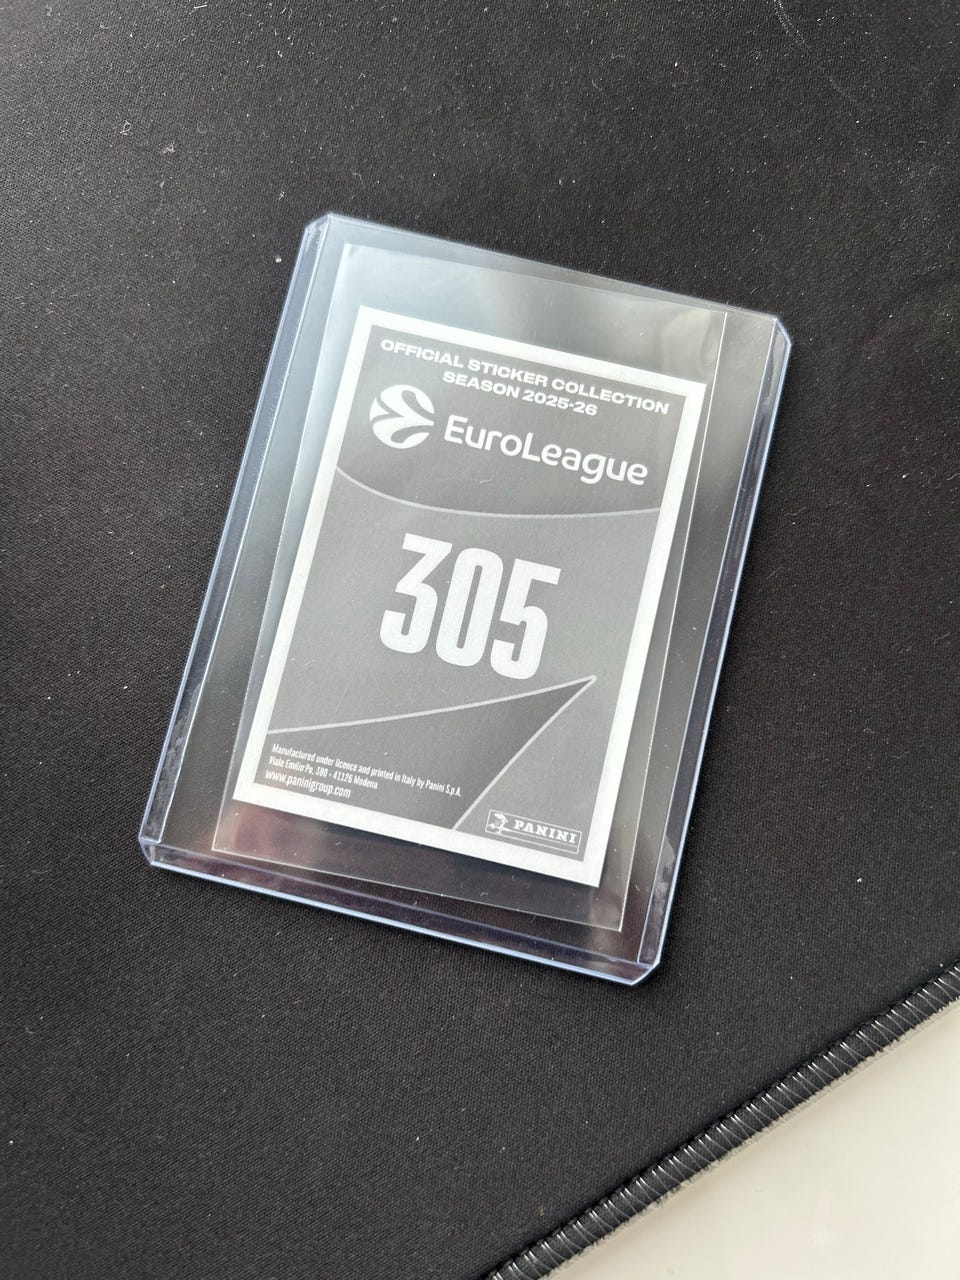 OFFICIAL STICKER COLLECTION
SEASON 2025-26
EuroLeague
305
Manufactured under licence and printed in Italy by Panini S.p.A.
Viale Emilio Po, 380 - 41126 Modena
www.paninigroup.com
PANINI